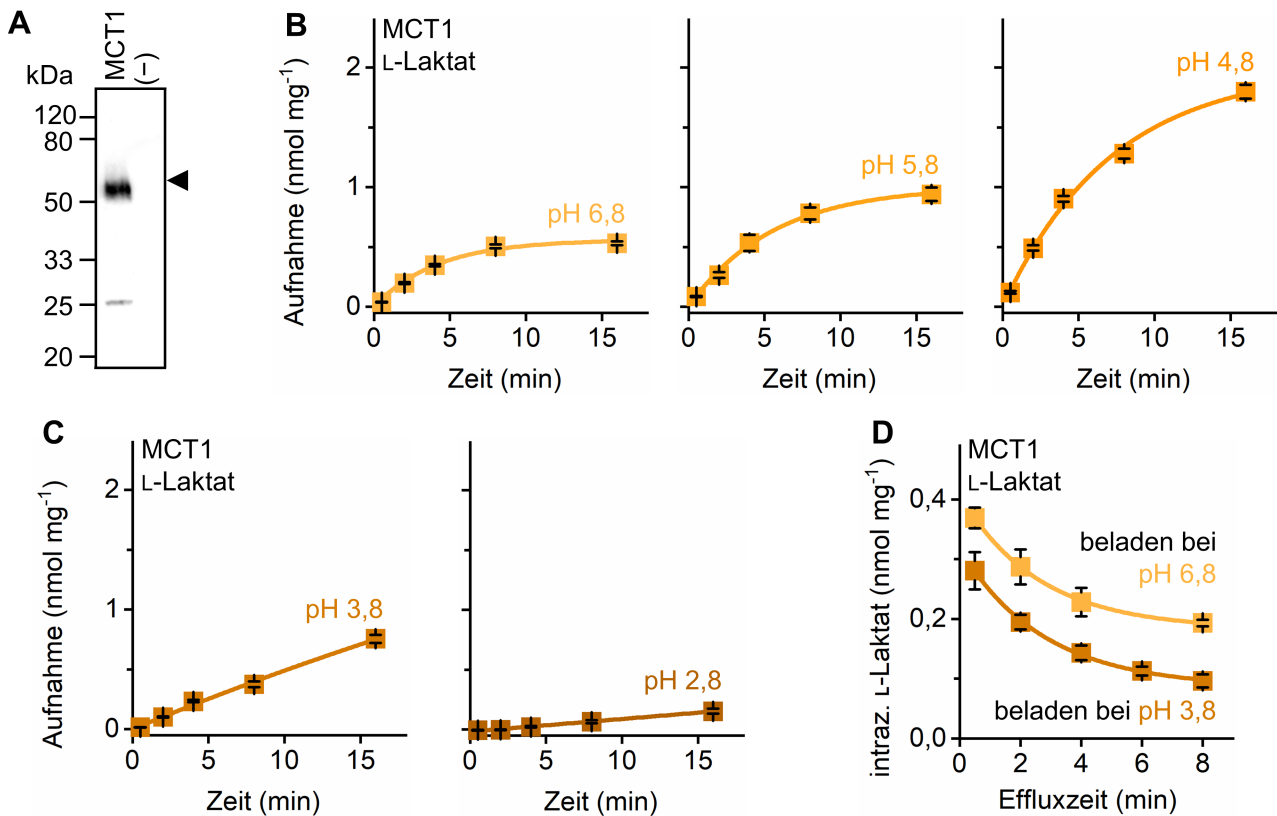 A
MCT1
(−)
kDa
120
80
50
33
25
20
B
MCT1
L-Laktat
Aufnahme (nmol mg⁻¹)
2
1
0
pH 6,8
0 5 10 15
Zeit (min)
pH 5,8
0 5 10 15
Zeit (min)
pH 4,8
0 5 10 15
Zeit (min)
C
MCT1
L-Laktat
Aufnahme (nmol mg⁻¹)
2
1
0
pH 3,8
0 5 10 15
Zeit (min)
pH 2,8
0 5 10 15
Zeit (min)
D
MCT1
L-Laktat
intraz. L-Laktat (nmol mg⁻¹)
0,4
0,2
0,0
beladen bei
pH 6,8
beladen bei pH 3,8
0 2 4 6 8
Effluxzeit (min)